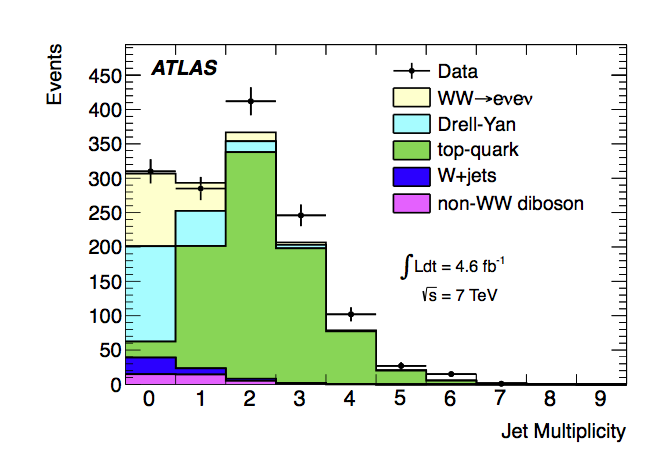 ATLAS
Events
450
400
350
300
250
200
150
100
50
0
Data
WW→eνeν
Drell-Yan
top-quark
W+jets
non-WW diboson
∫Ldt = 4.6 fb⁻¹
√s = 7 TeV
0 1 2 3 4 5 6 7 8 9
Jet Multiplicity